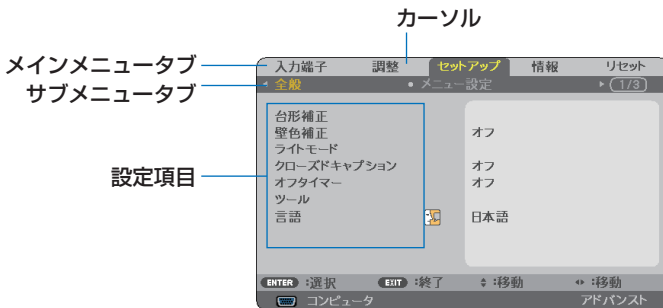 カーソル
メインメニュータブ
サブメニュータブ
設定項目
入力端子 調整 セットアップ 情報 リセット
全般 メニュー設定 1/3
台形補正
壁色補正 オフ
ライトモード
クローズドキャプション オフ
オフタイマー オフ
ツール
言語 日本語
ENTER :選択 EXIT :終了 :移動 :移動
コンピュータ アドバンスト